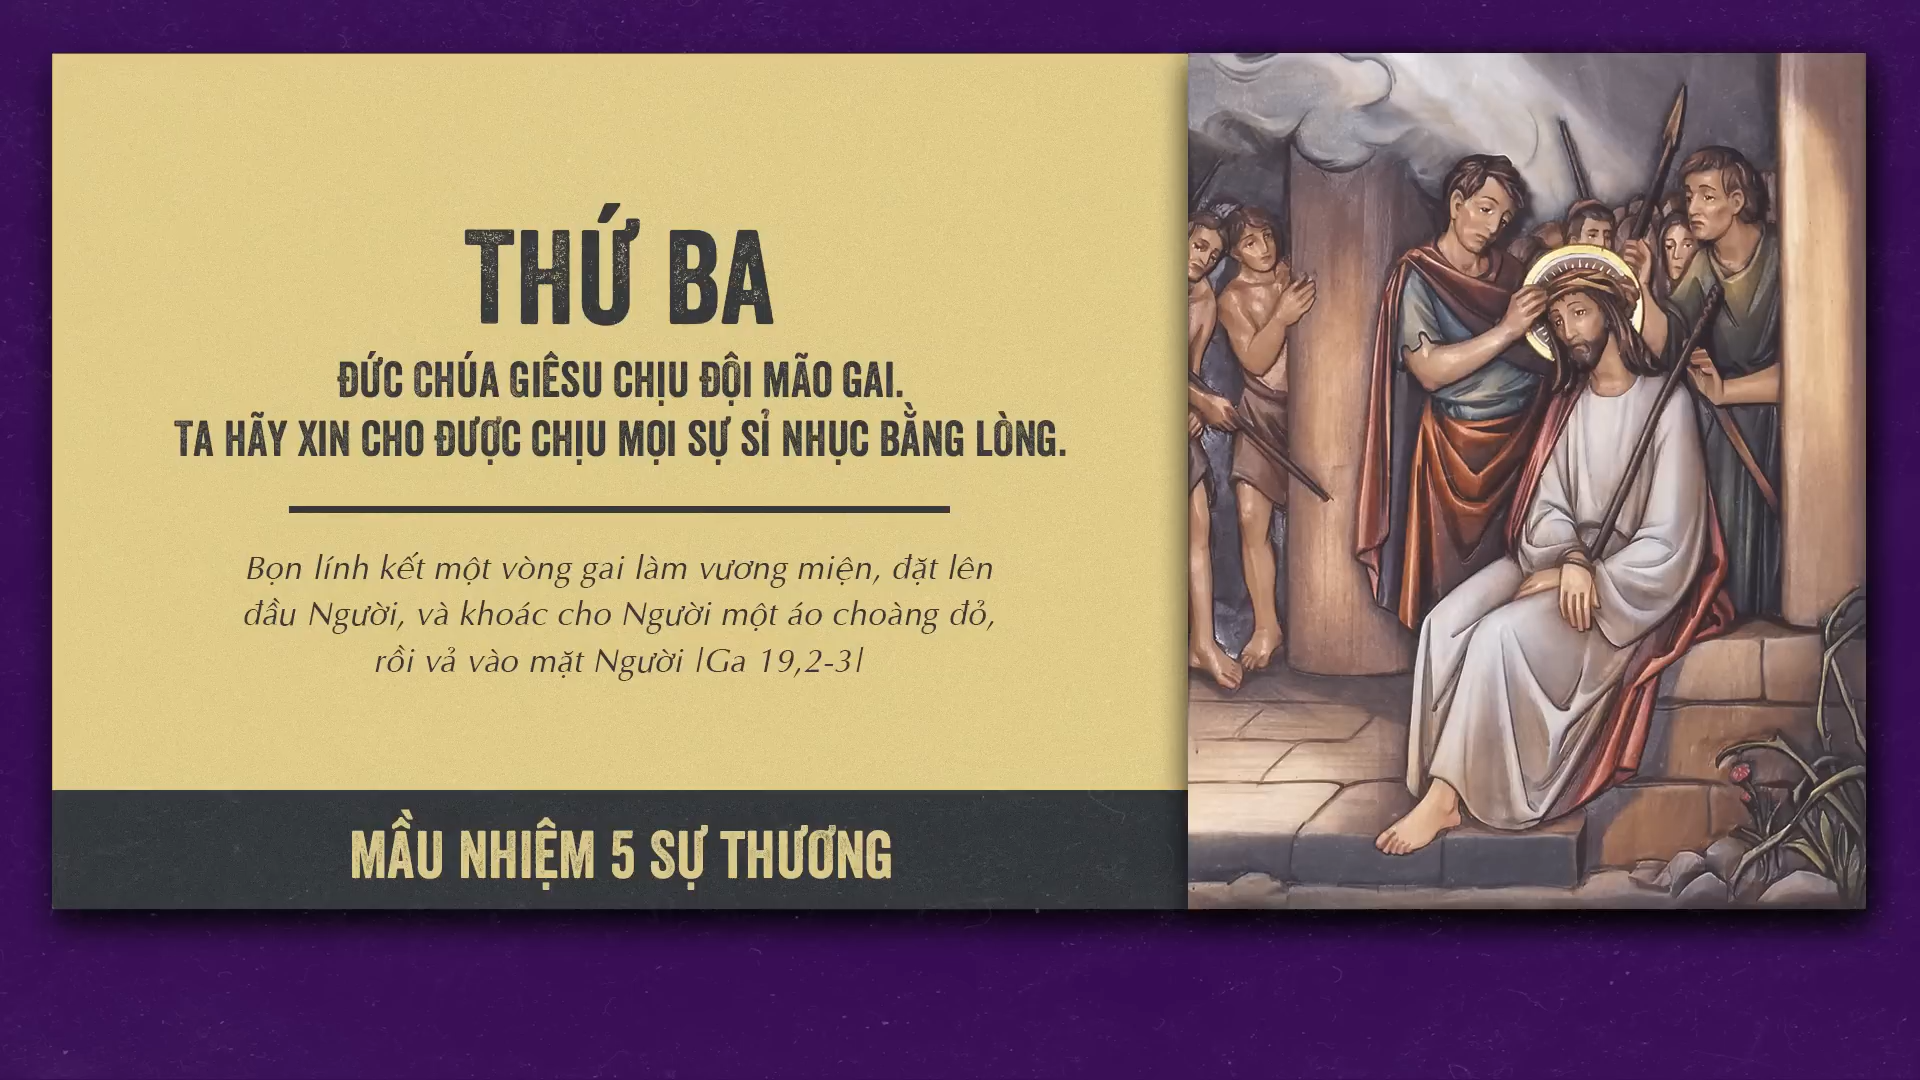 THỨ BA
ĐỨC CHÚA GIÊSU CHỊU ĐỘI MÃO GAI.
TA HÃY XIN CHO ĐƯỢC CHỊU MỌI SỰ SỈ NHỤC BẰNG LÒNG.
Bọn lính kết một vòng gai làm vương miện, đặt lên
đầu Người, và khoác cho Người một áo choàng đỏ,
rồi vả vào mặt Người |Ga 19,2-3|
MẦU NHIỆM 5 SỰ THƯƠNG